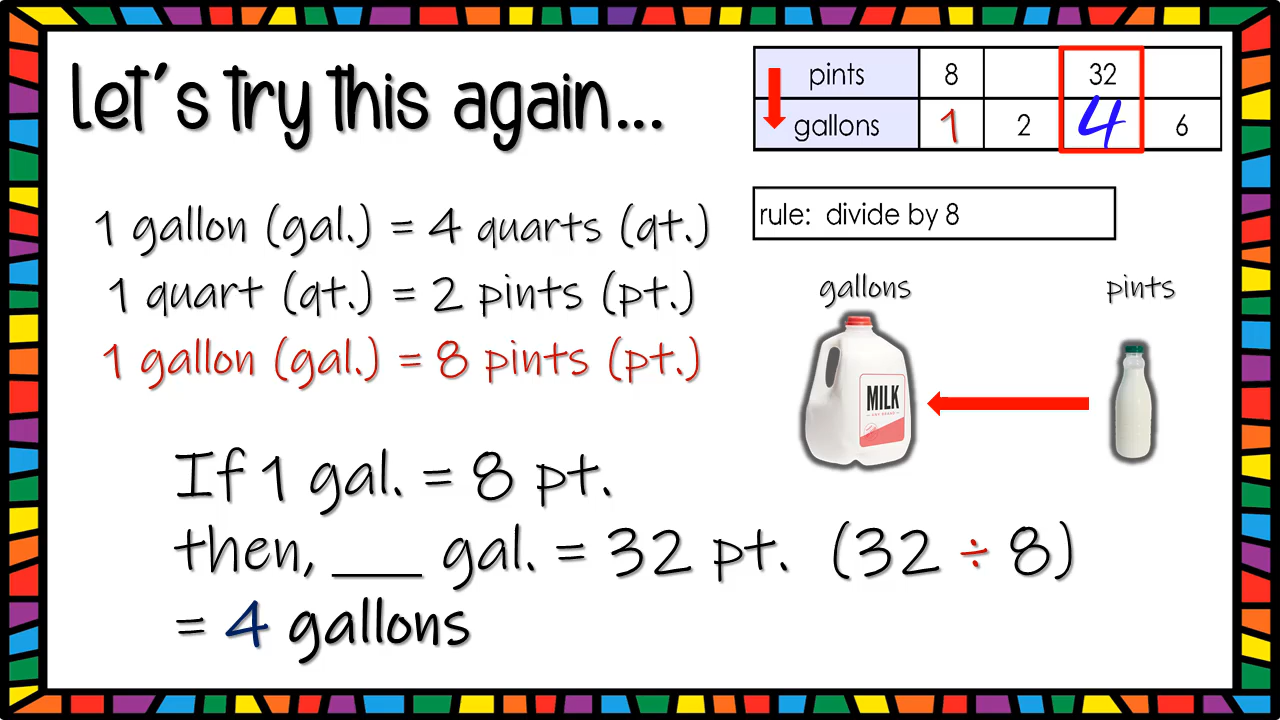 Let's try this again...
pints 8 32
gallons 1 2 4 6
rule: divide by 8
1 gallon (gal.) = 4 quarts (qt.)
1 quart (qt.) = 2 pints (pt.)
1 gallon (gal.) = 8 pints (pt.)
gallons pints
MILK
If 1 gal. = 8 pt.
then, ___ gal. = 32 pt. (32 ÷ 8)
= 4 gallons